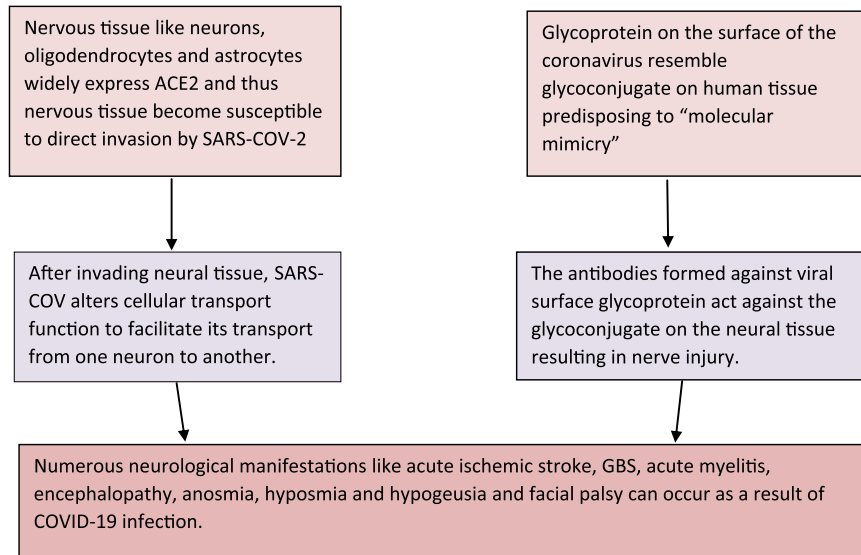 Nervous tissue like neurons,
oligodendrocytes and astrocytes
widely express ACE2 and thus
nervous tissue become susceptible
to direct invasion by SARS-COV-2
Glycoprotein on the surface of the
coronavirus resemble
glycoconjugate on human tissue
predisposing to “molecular
mimicry”
After invading neural tissue, SARS-
COV alters cellular transport
function to facilitate its transport
from one neuron to another.
The antibodies formed against viral
surface glycoprotein act against the
glycoconjugate on the neural tissue
resulting in nerve injury.
Numerous neurological manifestations like acute ischemic stroke, GBS, acute myelitis,
encephalopathy, anosmia, hyposmia and hypogeusia and facial palsy can occur as a result of
COVID-19 infection.